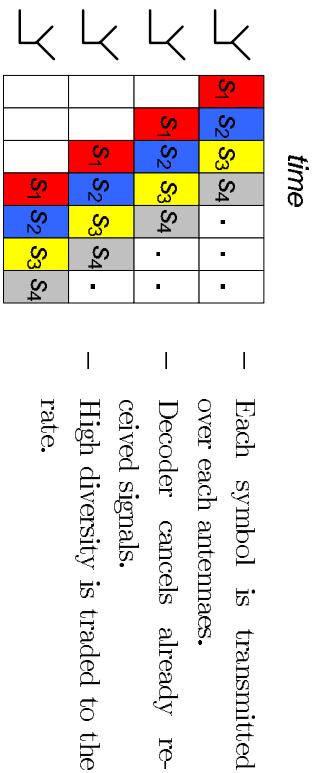 time
s₁ s₂ s₃ s₄ . . .
s₁ s₂ s₃ s₄ . .
s₁ s₂ s₃ s₄ .
s₁ s₂ s₃ s₄
– Each symbol is transmitted
over each antennaes.
– Decoder cancels already re-
ceived signals.
– High diversity is traded to the
rate.